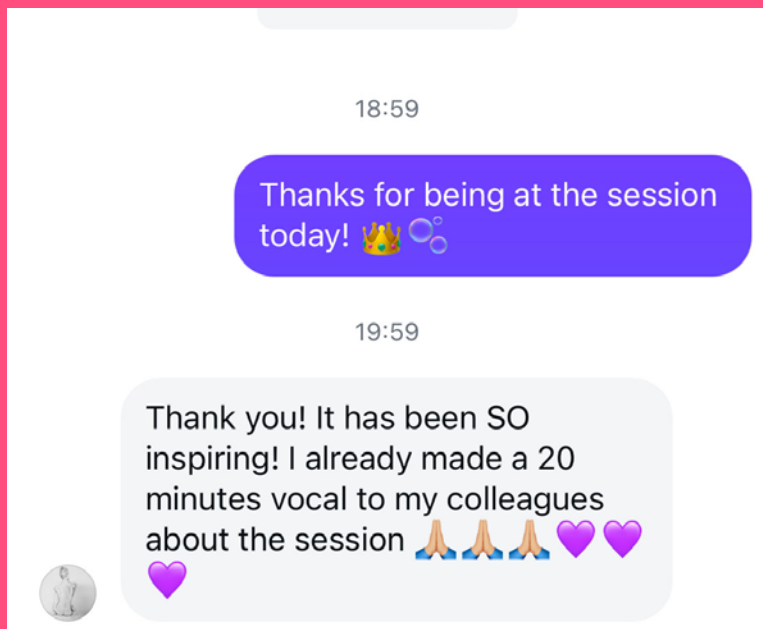 18:59
Thanks for being at the session
today! 👑🫧
19:59
Thank you! It has been SO
inspiring! I already made a 20
minutes vocal to my colleagues
about the session 🙏🏼🙏🏼🙏🏼💜💜
💜